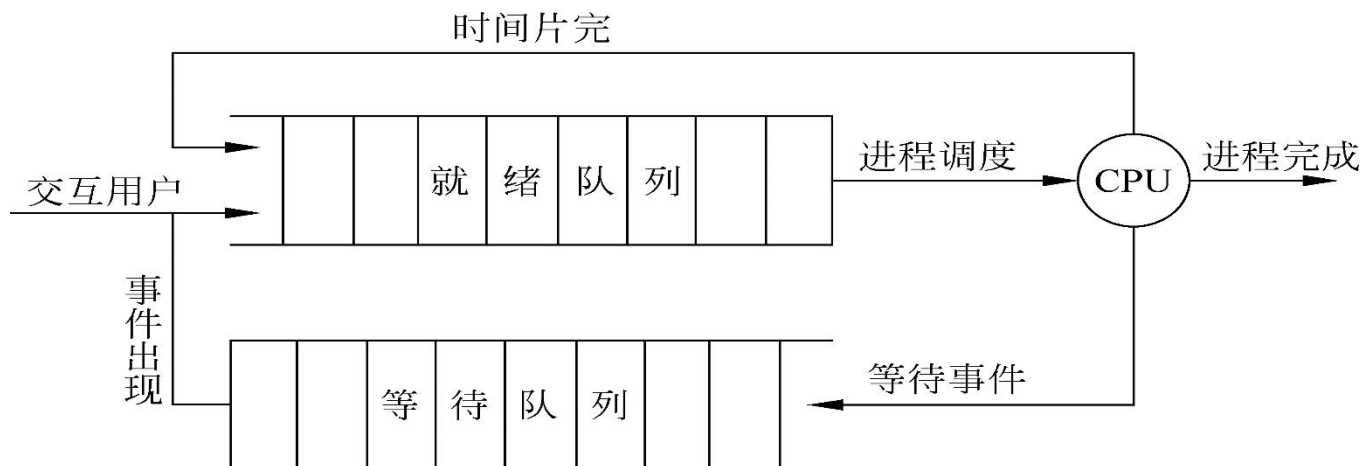 时间片完
就绪队列
进程调度
CPU
进程完成
交互用户
事件出现
等待队列
等待事件